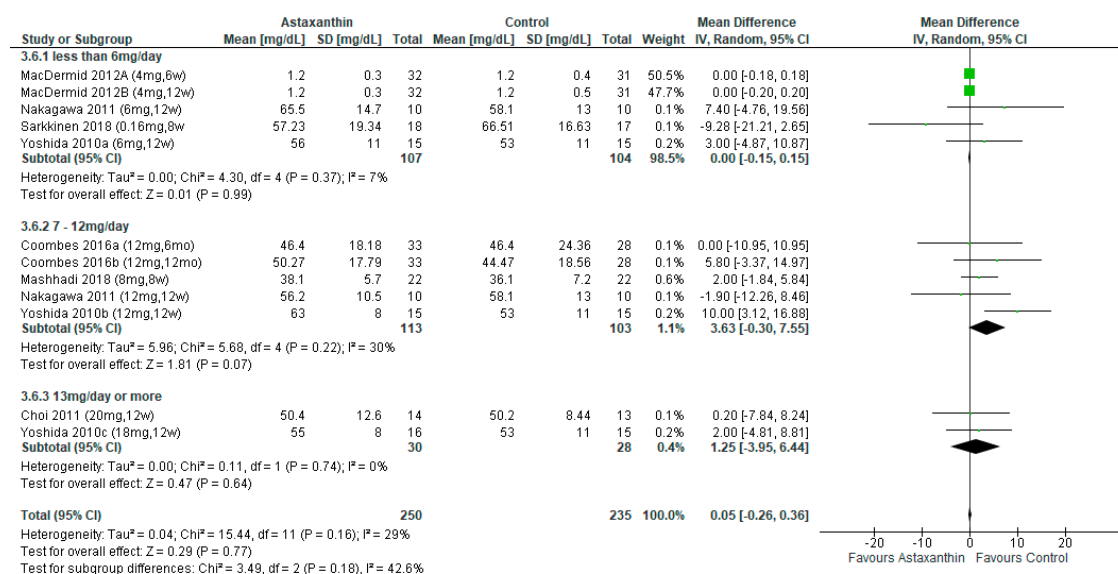 Astaxanthin Control Mean Difference Mean Difference
Study or Subgroup Mean [mg/dL] SD [mg/dL] Total Mean [mg/dL] SD [mg/dL] Total Weight IV, Random, 95% CI IV, Random, 95% CI
3.6.1 less than 6mg/day
MacDermid 2012A (4mg,6w) 1.2 0.3 32 1.2 0.4 31 50.5% 0.00 [-0.18, 0.18]
MacDermid 2012B (4mg,12w) 1.2 0.3 32 1.2 0.5 31 47.7% 0.00 [-0.20, 0.20]
Nakagawa 2011 (6mg,12w) 65.5 14.7 10 58.1 13 10 0.1% 7.40 [-4.76, 19.56]
Sarkkinen 2018 (0.16mg,8w 57.23 19.34 18 66.51 16.63 17 0.1% -9.28 [-21.21, 2.65]
Yoshida 2010a (6mg,12w) 56 11 15 53 11 15 0.2% 3.00 [-4.87, 10.87]
Subtotal (95% CI) 107 104 98.5% 0.00 [-0.15, 0.15]
Heterogeneity: Tau² = 0.00; Chi² = 4.30, df = 4 (P = 0.37); I² = 7%
Test for overall effect: Z = 0.01 (P = 0.99)
3.6.2 7 - 12mg/day
Coombes 2016a (12mg,6mo) 46.4 18.18 33 46.4 24.36 28 0.1% 0.00 [-10.95, 10.95]
Coombes 2016b (12mg,12mo) 50.27 17.79 33 44.47 18.56 28 0.1% 5.80 [-3.37, 14.97]
Mashhadi 2018 (8mg,8w) 38.1 5.7 22 36.1 7.2 22 0.6% 2.00 [-1.84, 5.84]
Nakagawa 2011 (12mg,12w) 56.2 10.5 10 58.1 13 10 0.1% -1.90 [-12.26, 8.46]
Yoshida 2010b (12mg,12w) 63 8 15 53 11 15 0.2% 10.00 [3.12, 16.88]
Subtotal (95% CI) 113 103 1.1% 3.63 [-0.30, 7.55]
Heterogeneity: Tau² = 5.96; Chi² = 5.68, df = 4 (P = 0.22); I² = 30%
Test for overall effect: Z = 1.81 (P = 0.07)
3.6.3 13mg/day or more
Choi 2011 (20mg,12w) 50.4 12.6 14 50.2 8.44 13 0.1% 0.20 [-7.84, 8.24]
Yoshida 2010c (18mg,12w) 55 8 16 53 11 15 0.2% 2.00 [-4.81, 8.81]
Subtotal (95% CI) 30 28 0.4% 1.25 [-3.95, 6.44]
Heterogeneity: Tau² = 0.00; Chi² = 0.11, df = 1 (P = 0.74); I² = 0%
Test for overall effect: Z = 0.47 (P = 0.64)
Total (95% CI) 250 235 100.0% 0.05 [-0.26, 0.36]
Heterogeneity: Tau² = 0.04; Chi² = 15.44, df = 11 (P = 0.16); I² = 29%
Test for overall effect: Z = 0.29 (P = 0.77)
Test for subgroup differences: Chi² = 3.49, df = 2 (P = 0.18), I² = 42.6%
-20 -10 0 10 20
Favours Astaxanthin Favours Control